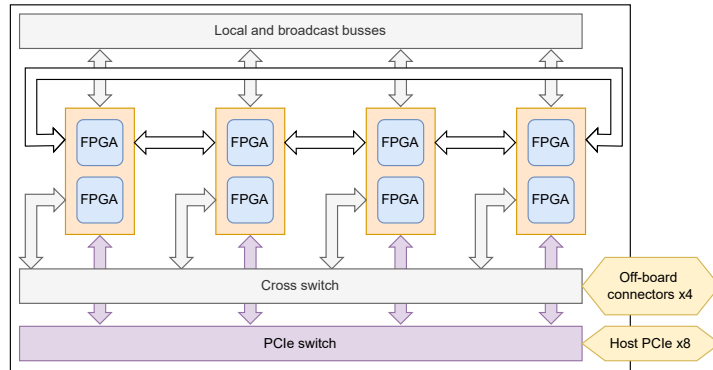 Local and broadcast busses
FPGA
FPGA
FPGA
FPGA
FPGA
FPGA
FPGA
FPGA
Cross switch
Off-board
connectors x4
PCIe switch
Host PCIe x8